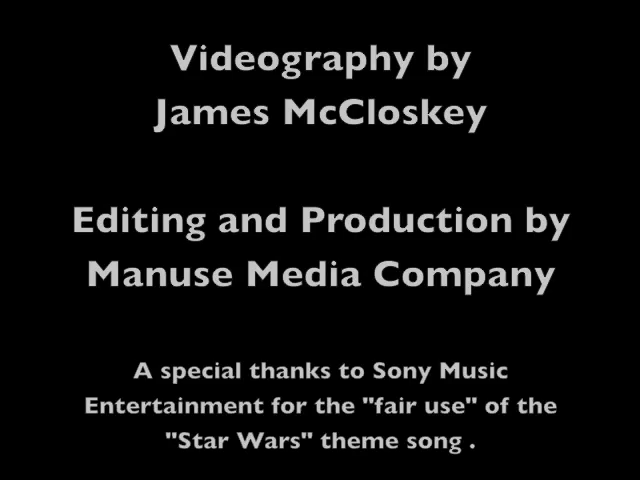 Videography by
James McCloskey
Editing and Production by
Manuse Media Company
A special thanks to Sony Music
Entertainment for the "fair use" of the
"Star Wars" theme song .